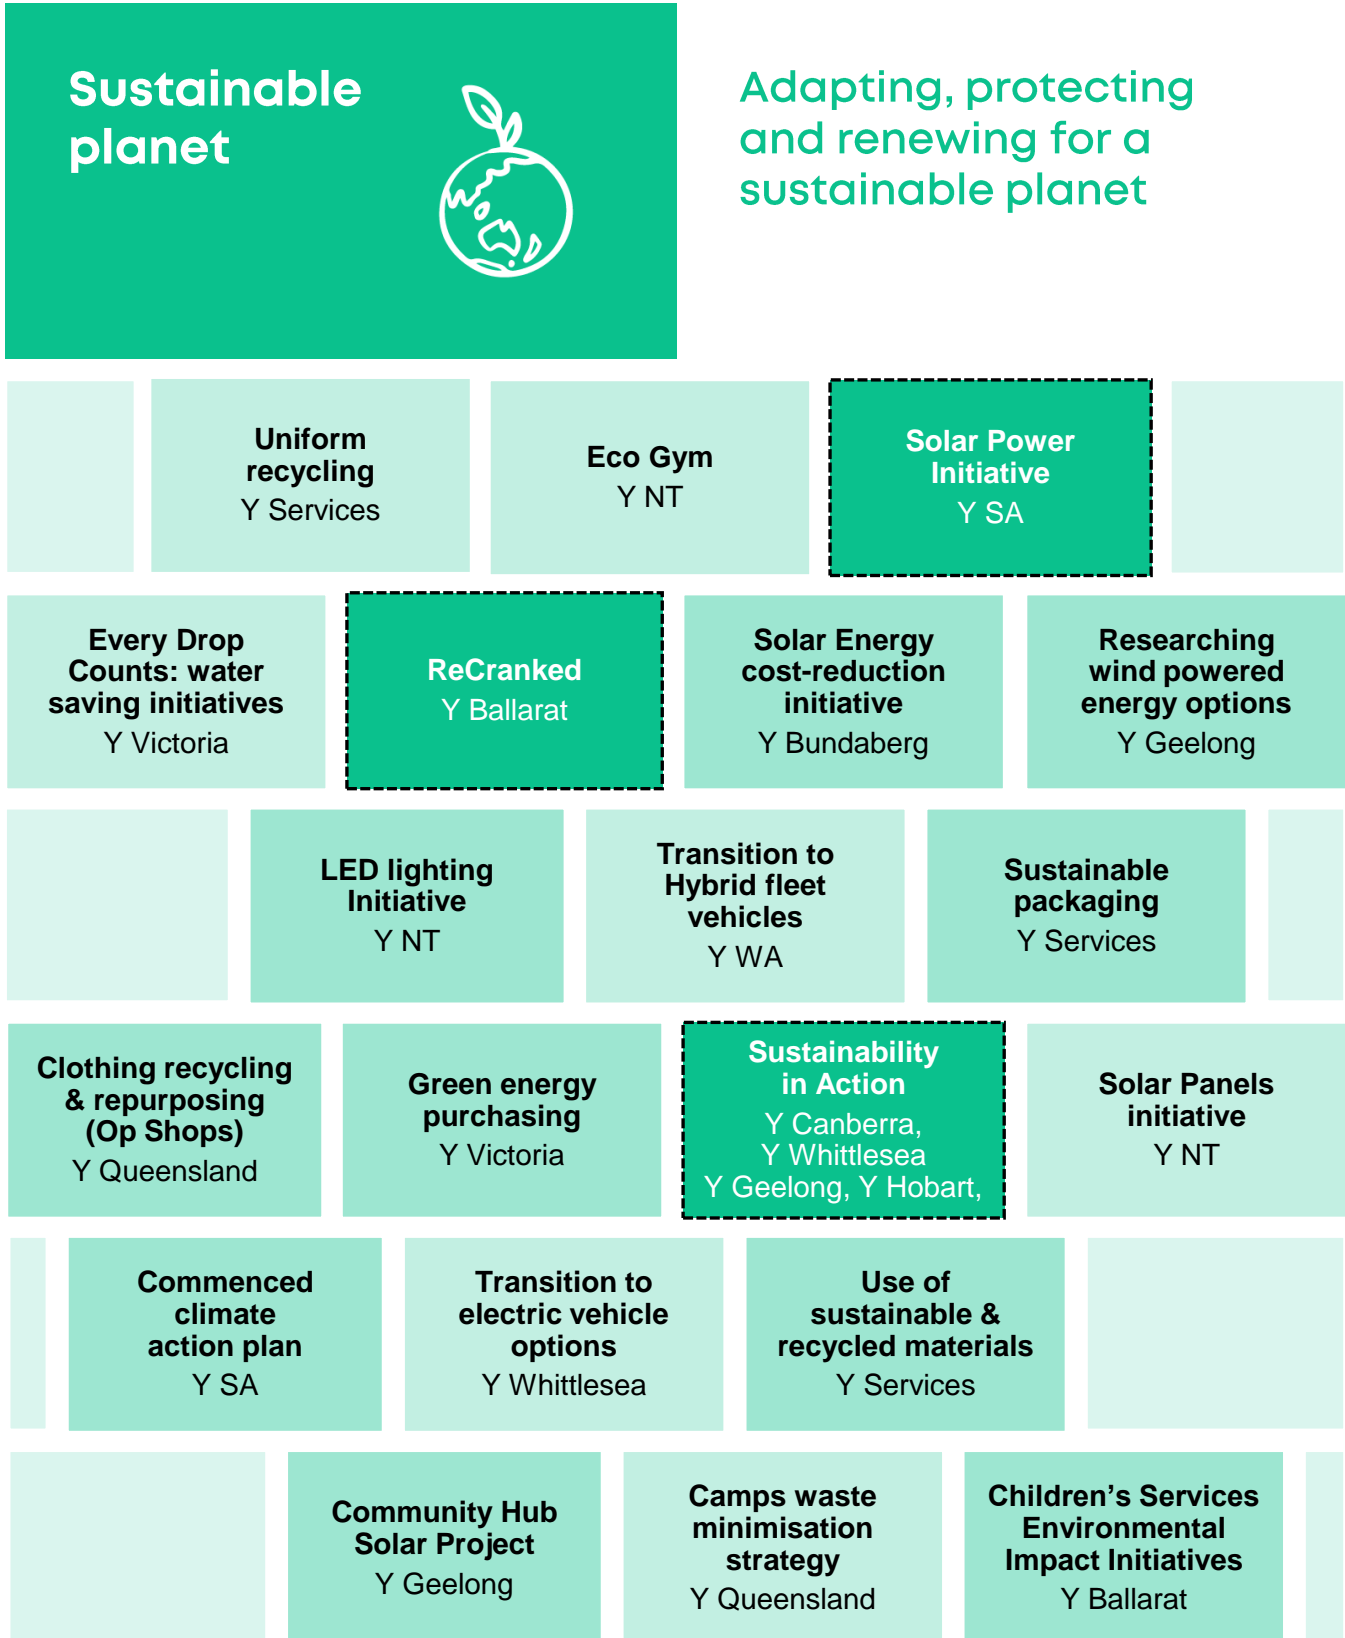 Sustainable
planet
Adapting, protecting
and renewing for a
sustainable planet
Uniform
recycling
Y Services
Eco Gym
Y NT
Solar Power
Initiative
Y SA
Every Drop
Counts: water
saving initiatives
Y Victoria
ReCranked
Y Ballarat
Solar Energy
cost-reduction
initiative
Y Bundaberg
Researching
wind powered
energy options
Y Geelong
LED lighting
Initiative
Y NT
Transition to
Hybrid fleet
vehicles
Y WA
Sustainable
packaging
Y Services
Clothing recycling
& repurposing
(Op Shops)
Y Queensland
Green energy
purchasing
Y Victoria
Sustainability
in Action
Y Canberra,
Y Whittlesea
Y Geelong, Y Hobart,
Solar Panels
initiative
Y NT
Commenced
climate
action plan
Y SA
Transition to
electric vehicle
options
Y Whittlesea
Use of
sustainable &
recycled materials
Y Services
Community Hub
Solar Project
Y Geelong
Camps waste
minimisation
strategy
Y Queensland
Children’s Services
Environmental
Impact Initiatives
Y Ballarat